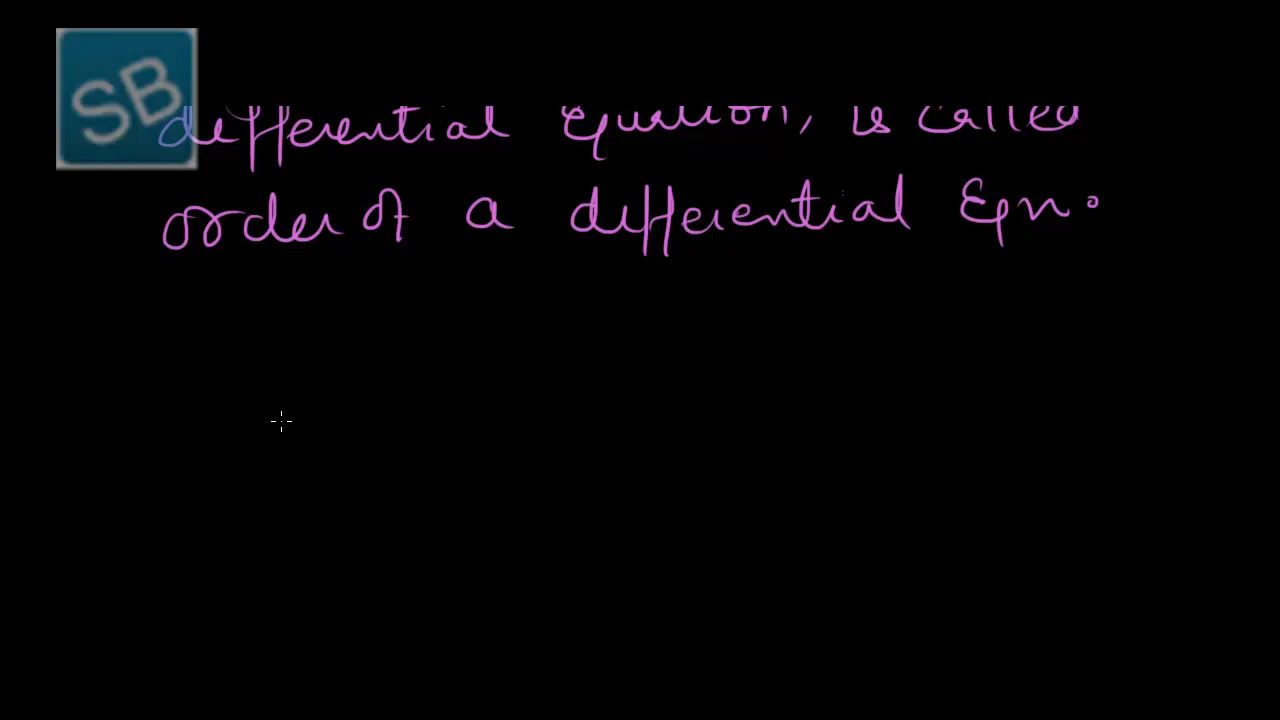 SB
differential Equation, is called
order of a differential Eqn.